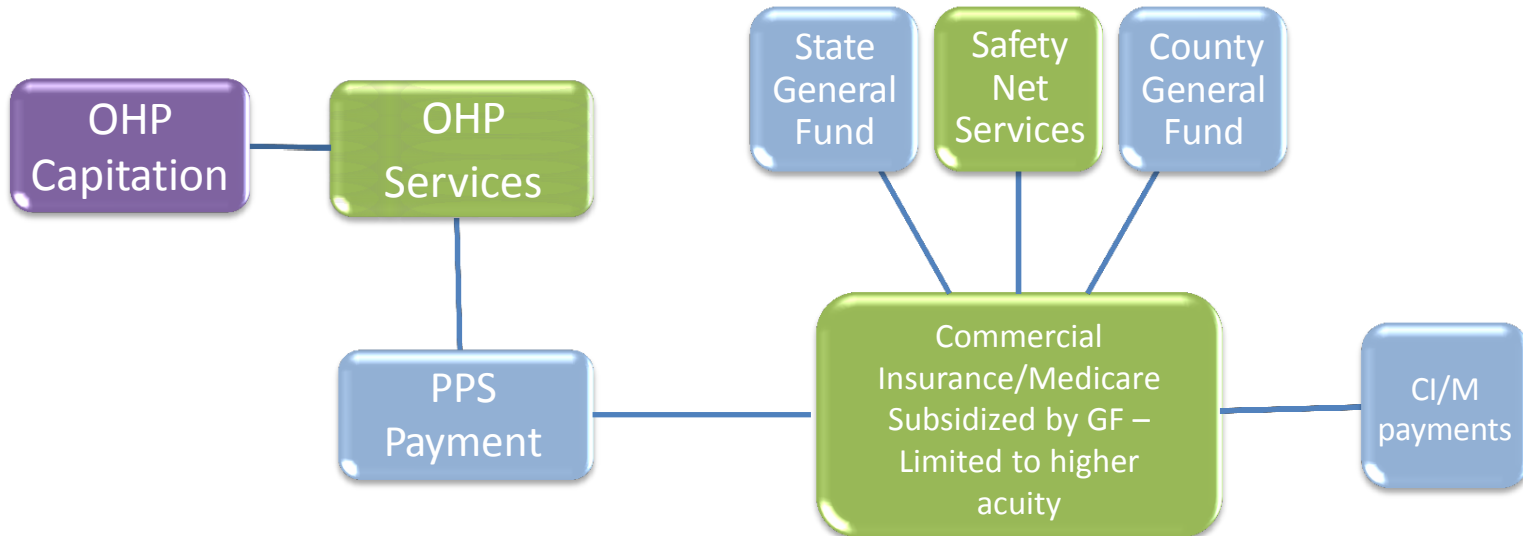 OHP
Capitation
OHP
Services
State
General
Fund
Safety
Net
Services
County
General
Fund
PPS
Payment
Commercial
Insurance/Medicare
Subsidized by GF –
Limited to higher
acuity
CI/M
payments